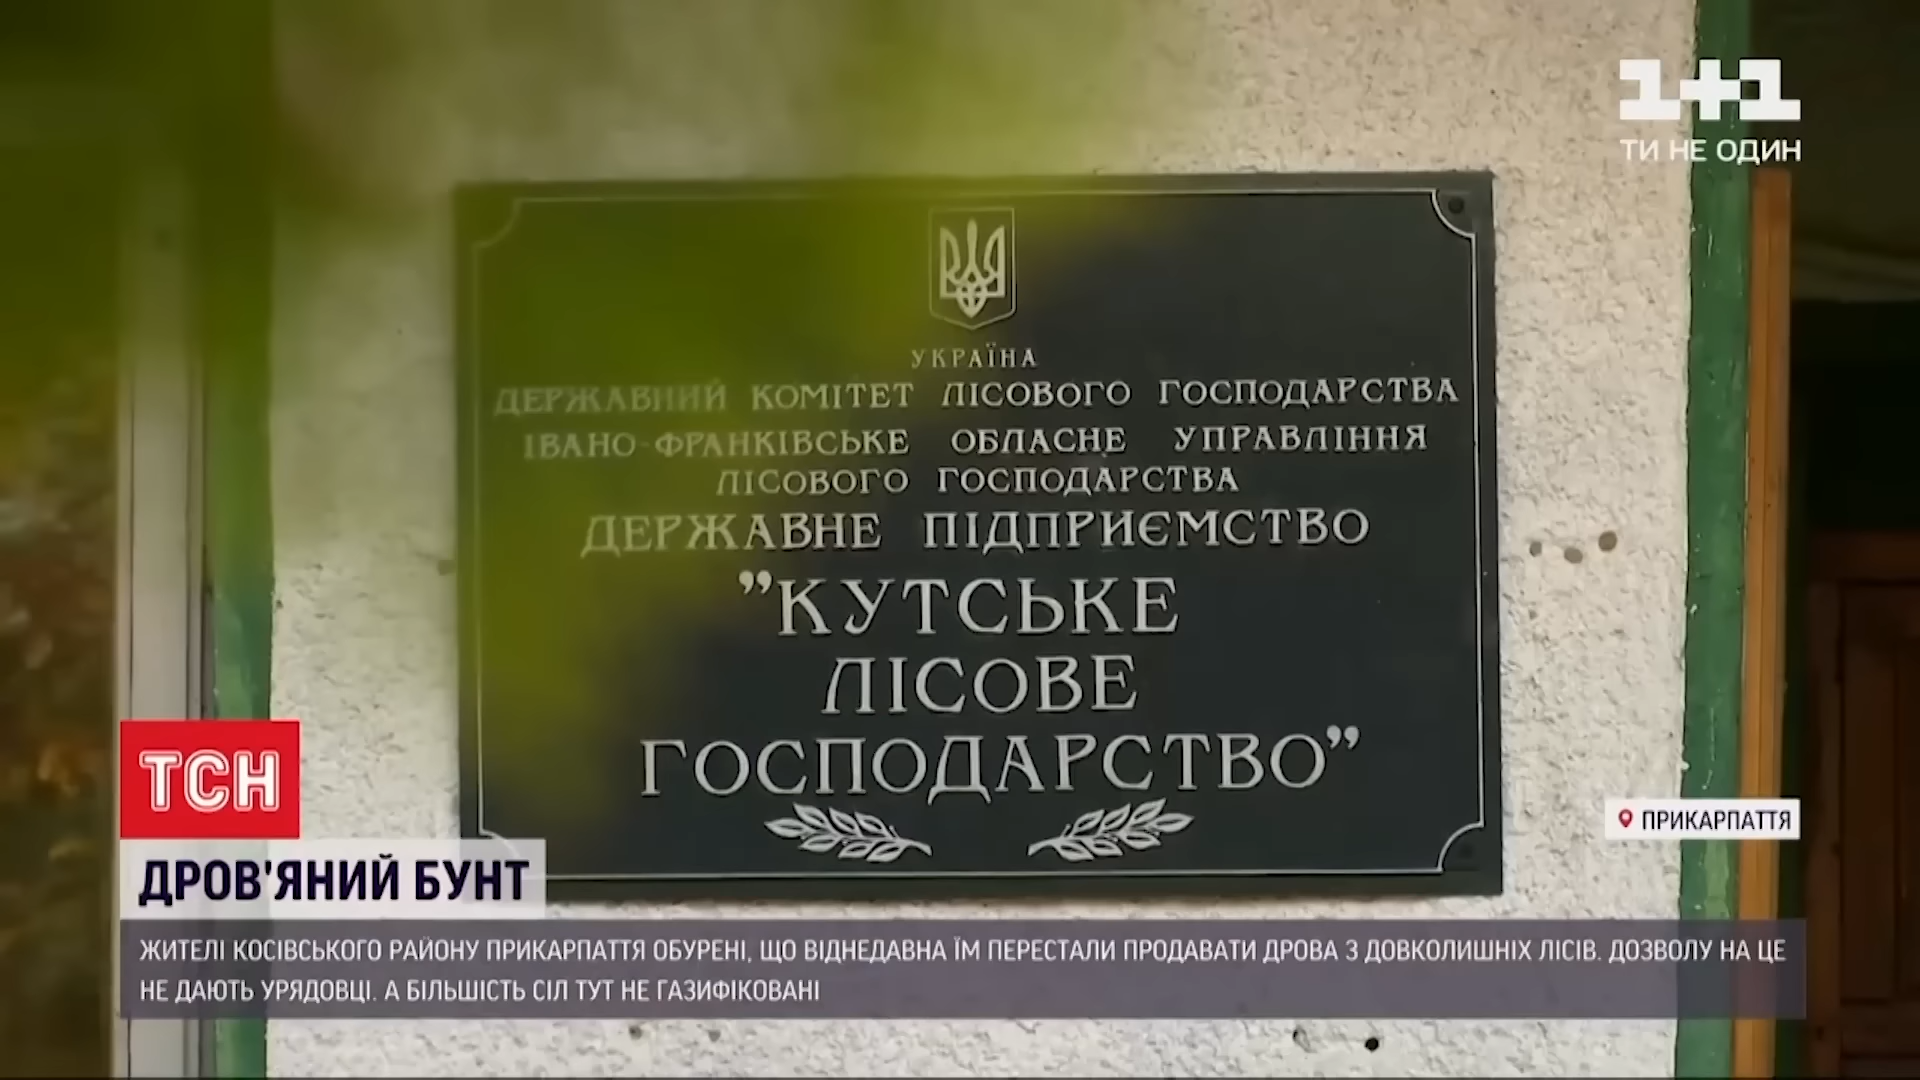 1+1
ТИ НЕ ОДИН
УКРАЇНА
ДЕРЖАВНИЙ КОМІТЕТ ЛІСОВОГО ГОСПОДАРСТВА
ІВАНО-ФРАНКІВСЬКЕ ОБЛАСНЕ УПРАВЛІННЯ
ЛІСОВОГО ГОСПОДАРСТВА
ДЕРЖАВНЕ ПІДПРИЄМСТВО
"КУТСЬКЕ
ЛІСОВЕ
ГОСПОДАРСТВО"
ТСН
ПРИКАРПАТТЯ
ДРОВ'ЯНИЙ БУНТ
ЖИТЕЛІ КОСІВСЬКОГО РАЙОНУ ПРИКАРПАТТЯ ОБУРЕНІ, ЩО ВІДНЕДАВНА ЇМ ПЕРЕСТАЛИ ПРОДАВАТИ ДРОВА З ДОВКОЛИШНІХ ЛІСІВ. ДОЗВОЛУ НА ЦЕ
НЕ ДАЮТЬ УРЯДОВЦІ. А БІЛЬШІСТЬ СІЛ ТУТ НЕ ГАЗИФІКОВАНІ